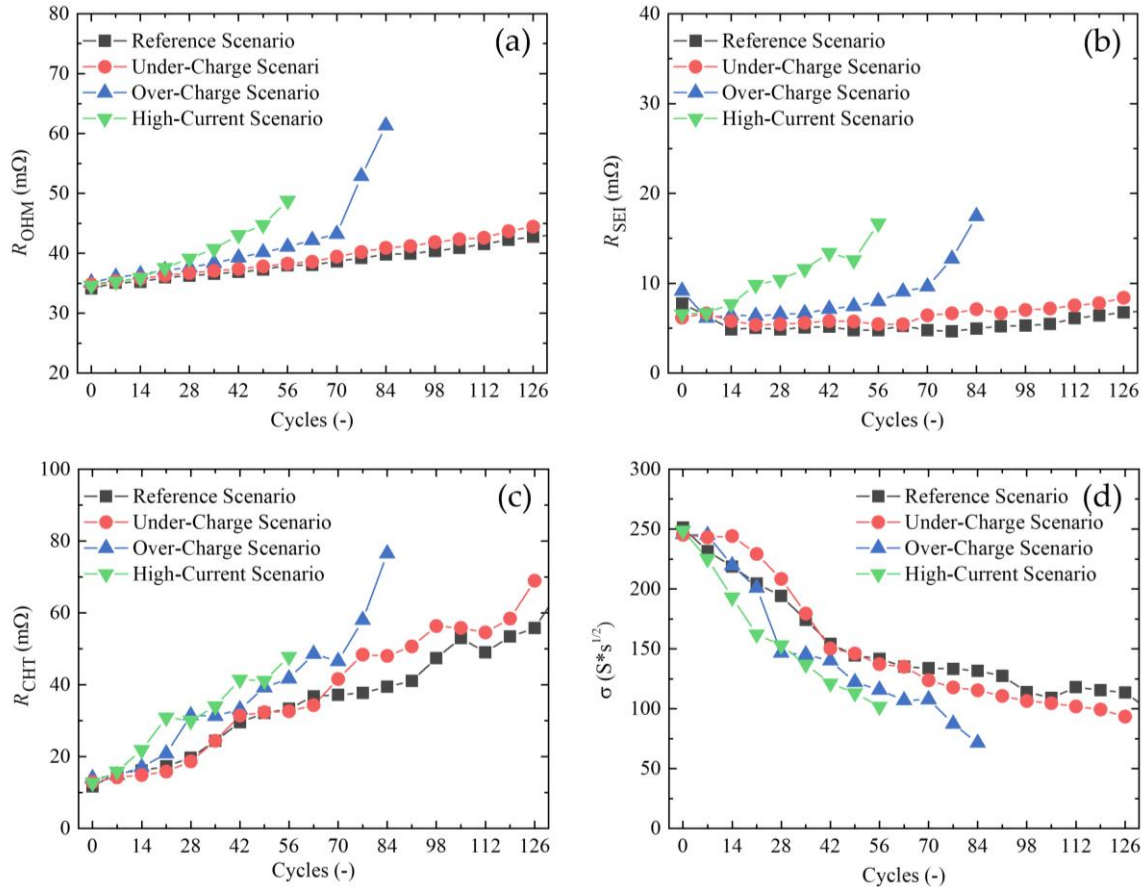 (a)
Reference Scenario
Under-Charge Scenari
Over-Charge Scenario
High-Current Scenario
R_OHM (mΩ)
80
70
60
50
40
30
20
0 14 28 42 56 70 84 98 112 126
Cycles (-)
(b)
Reference Scenario
Under-Charge Scenario
Over-Charge Scenario
High-Current Scenario
R_SEI (mΩ)
40
30
20
10
0
0 14 28 42 56 70 84 98 112 126
Cycles (-)
(c)
Reference Scenario
Under-Charge Scenario
Over-Charge Scenario
High-Current Scenario
R_CHT (mΩ)
100
80
60
40
20
0
0 14 28 42 56 70 84 98 112 126
Cycles (-)
(d)
Reference Scenario
Under-Charge Scenario
Over-Charge Scenario
High-Current Scenario
σ (S*s^1/2)
300
250
200
150
100
50
0
0 14 28 42 56 70 84 98 112 126
Cycles (-)